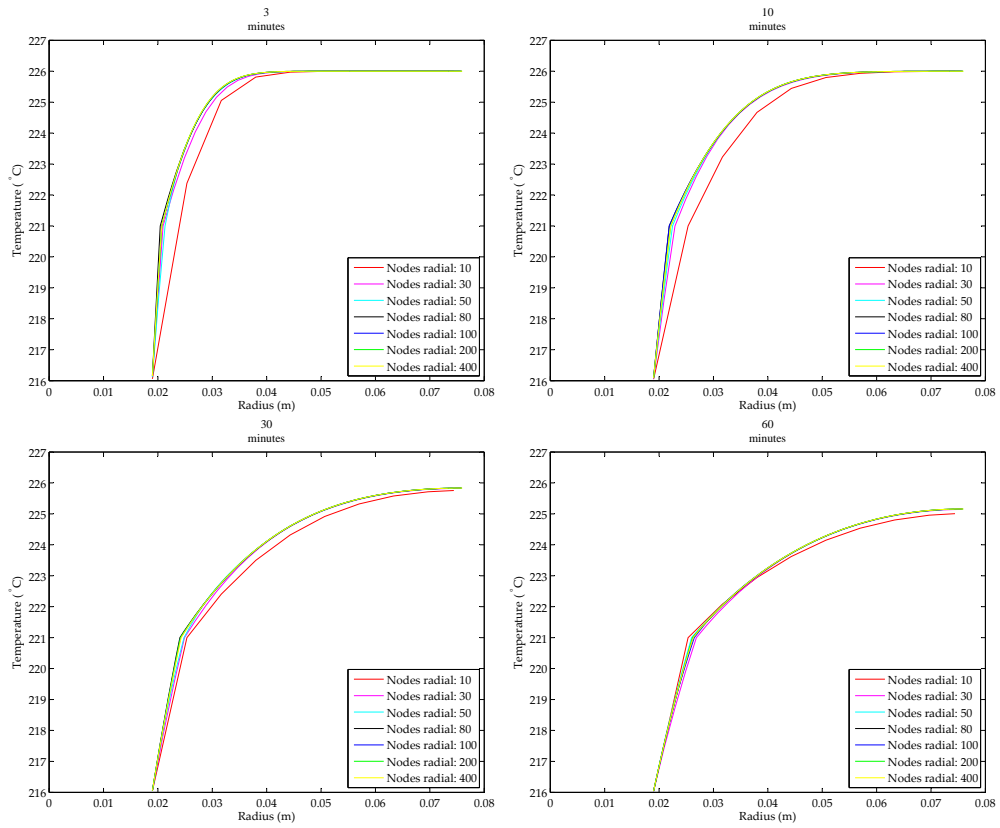 3
minutes
227
226
225
224
223
222
221
220
219
218
217
216
Temperature (°C)
0
0.01
0.02
0.03
0.04
0.05
0.06
0.07
0.08
Radius (m)
Nodes radial: 10
Nodes radial: 30
Nodes radial: 50
Nodes radial: 80
Nodes radial: 100
Nodes radial: 200
Nodes radial: 400
10
minutes
227
226
225
224
223
222
221
220
219
218
217
216
Temperature (°C)
0
0.01
0.02
0.03
0.04
0.05
0.06
0.07
0.08
Radius (m)
Nodes radial: 10
Nodes radial: 30
Nodes radial: 50
Nodes radial: 80
Nodes radial: 100
Nodes radial: 200
Nodes radial: 400
30
minutes
227
226
225
224
223
222
221
220
219
218
217
216
Temperature (°C)
0
0.01
0.02
0.03
0.04
0.05
0.06
0.07
0.08
Radius (m)
Nodes radial: 10
Nodes radial: 30
Nodes radial: 50
Nodes radial: 80
Nodes radial: 100
Nodes radial: 200
Nodes radial: 400
60
minutes
227
226
225
224
223
222
221
220
219
218
217
216
Temperature (°C)
0
0.01
0.02
0.03
0.04
0.05
0.06
0.07
0.08
Radius (m)
Nodes radial: 10
Nodes radial: 30
Nodes radial: 50
Nodes radial: 80
Nodes radial: 100
Nodes radial: 200
Nodes radial: 400